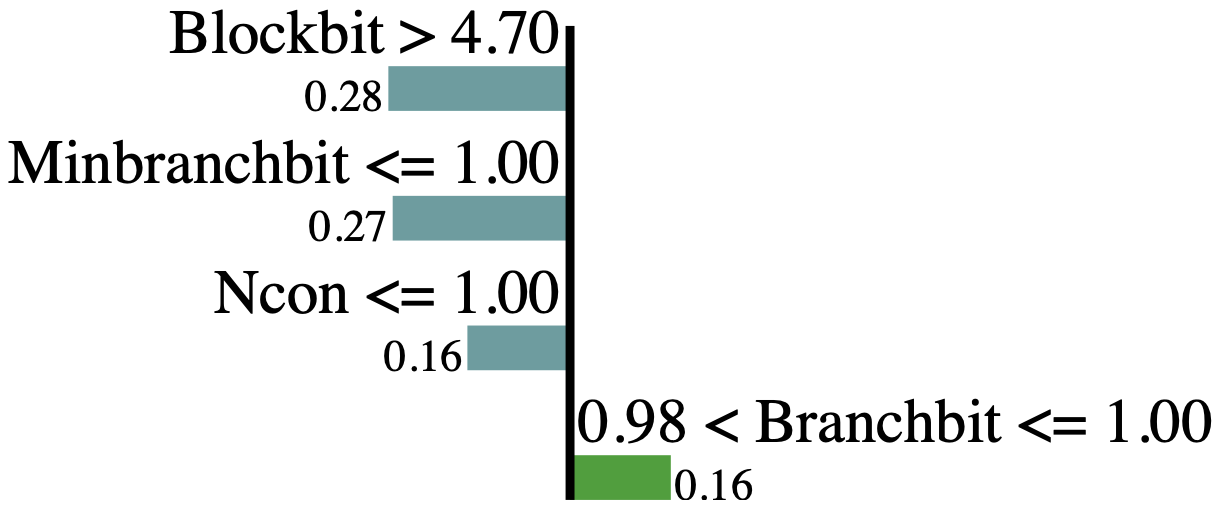 Blockbit > 4.70
0.28
Minbranchbit <= 1.00
0.27
Ncon <= 1.00
0.16
0.98 < Branchbit <= 1.00
0.16